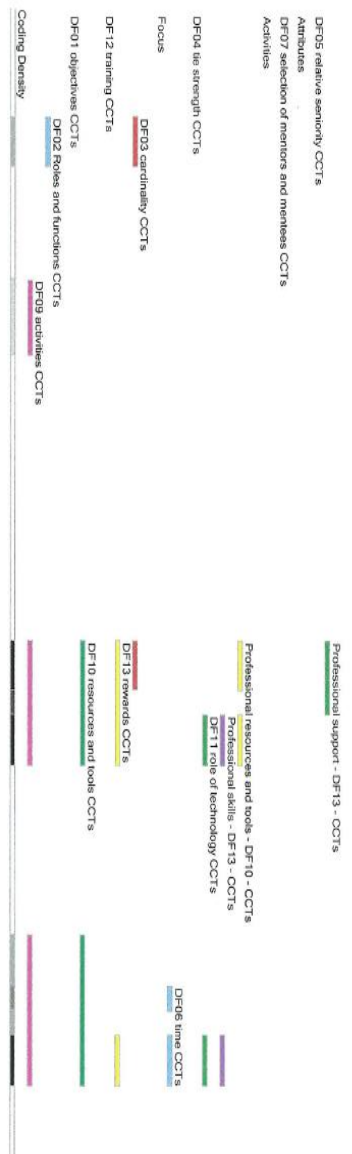 Professional support - DF13 - CCTs
DF05 relative seniority CCTs
Attributes
DF07 selection of mentors and mentees CCTs
Activities
Professional resources and tools - DF10 - CCTs
Professional skills - DF13 - CCTs
DF11 role of technology CCTs
DF04 tie strength CCTs
DF06 time CCTs
Focus
DF03 cardinality CCTs
DF13 rewards CCTs
DF12 training CCTs
DF10 resources and tools CCTs
DF01 objectives CCTs
DF02 Roles and functions CCTs
DF09 activities CCTs
Coding Density